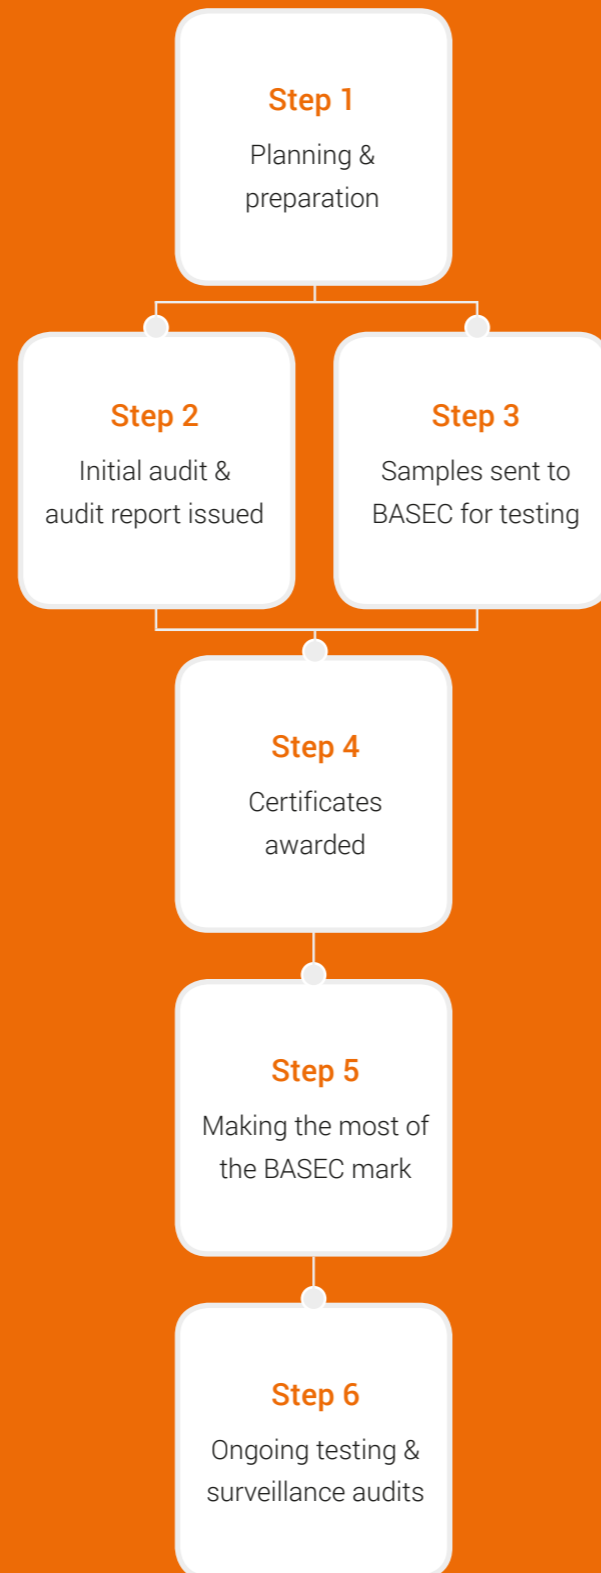 Step 1
Planning &
preparation
Step 2
Initial audit &
audit report issued
Step 3
Samples sent to
BASEC for testing
Step 4
Certificates
awarded
Step 5
Making the most of
the BASEC mark
Step 6
Ongoing testing &
surveillance audits